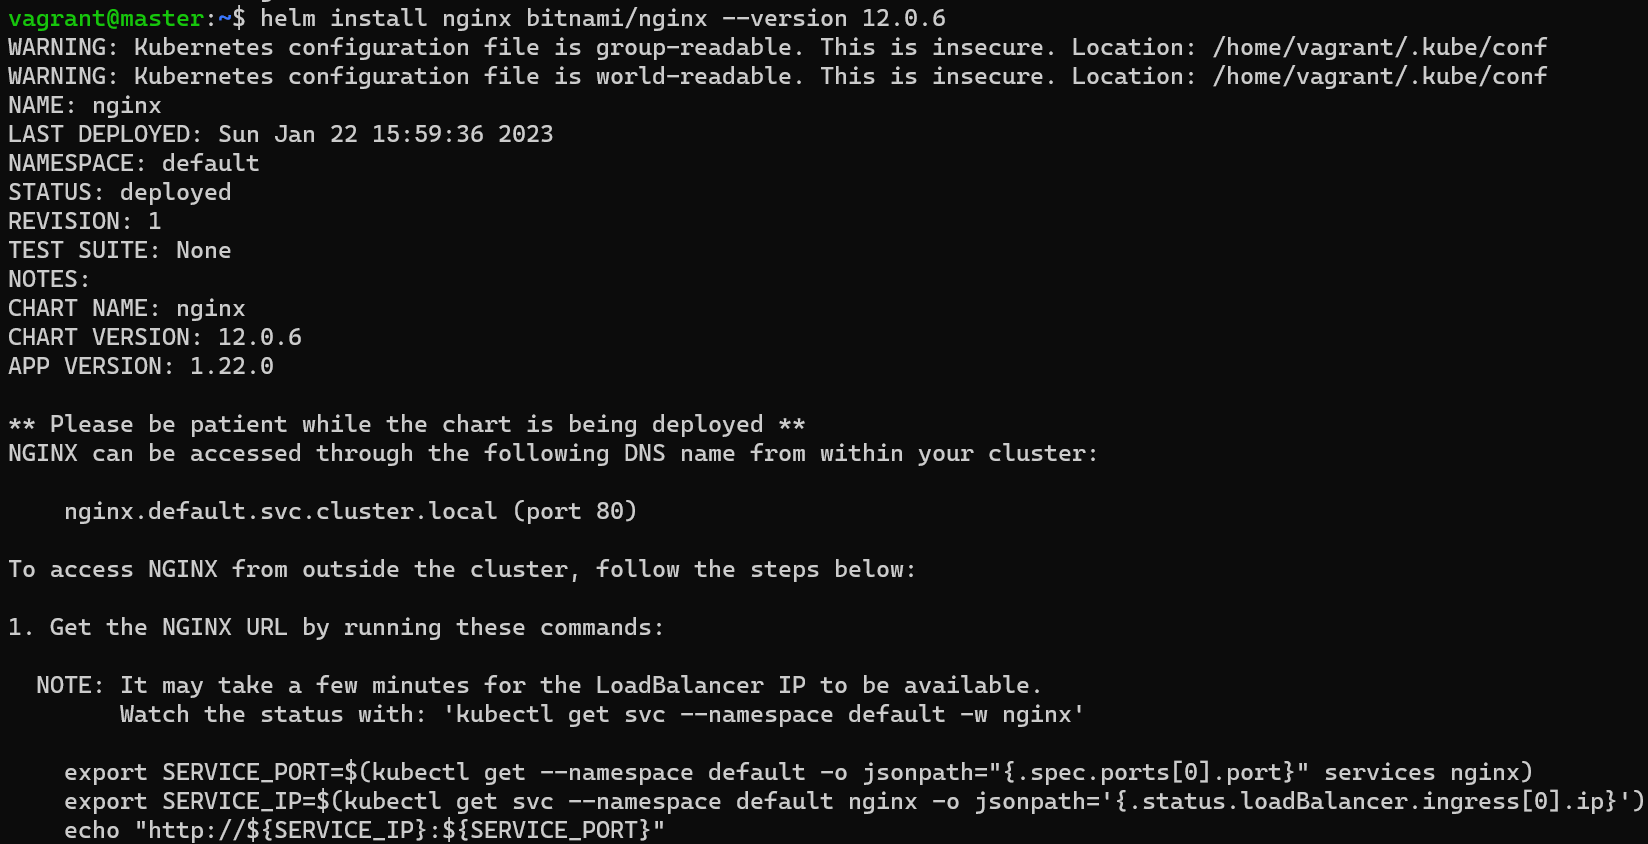 vagrant@master:~$ helm install nginx bitnami/nginx --version 12.0.6
WARNING: Kubernetes configuration file is group-readable. This is insecure. Location: /home/vagrant/.kube/conf
WARNING: Kubernetes configuration file is world-readable. This is insecure. Location: /home/vagrant/.kube/conf
NAME: nginx
LAST DEPLOYED: Sun Jan 22 15:59:36 2023
NAMESPACE: default
STATUS: deployed
REVISION: 1
TEST SUITE: None
NOTES:
CHART NAME: nginx
CHART VERSION: 12.0.6
APP VERSION: 1.22.0
** Please be patient while the chart is being deployed **
NGINX can be accessed through the following DNS name from within your cluster:
nginx.default.svc.cluster.local (port 80)
To access NGINX from outside the cluster, follow the steps below:
1. Get the NGINX URL by running these commands:
NOTE: It may take a few minutes for the LoadBalancer IP to be available.
Watch the status with: 'kubectl get svc --namespace default -w nginx'
export SERVICE_PORT=$(kubectl get --namespace default -o jsonpath="{.spec.ports[0].port}" services nginx)
export SERVICE_IP=$(kubectl get svc --namespace default nginx -o jsonpath='{.status.loadBalancer.ingress[0].ip}')
echo "http://${SERVICE_IP}:${SERVICE_PORT}"